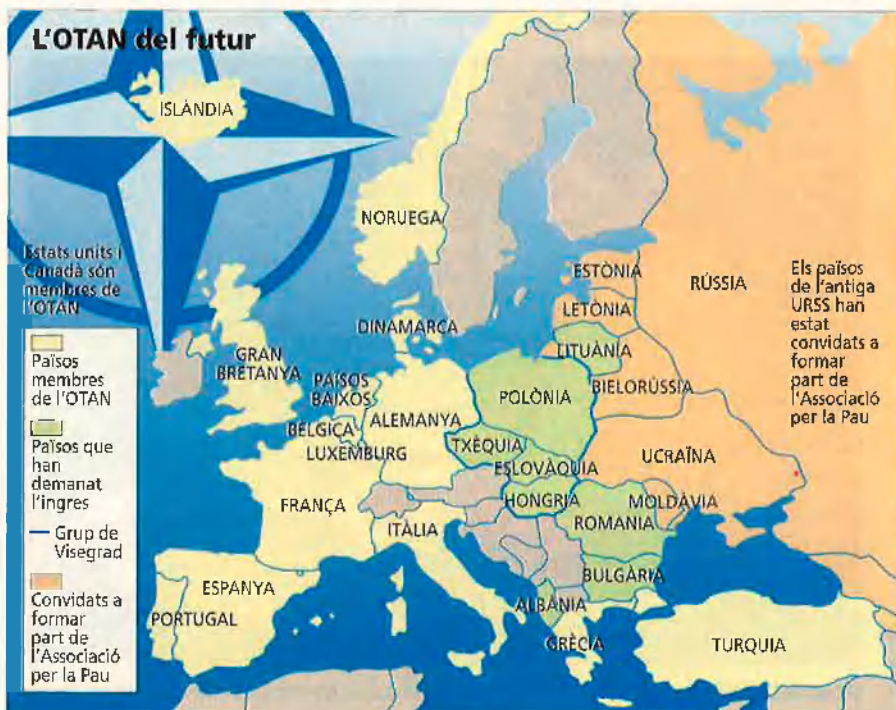 L'OTAN del futur
ISLÀNDIA
NORUEGA
Estats units i
Canadà són
membres de
l'OTAN
ESTÒNIA
RÚSSIA
Els països
de l'antiga
URSS han
estat
convidats a
formar
part de
l'Associació
per la Pau
LETÒNIA
DINAMARCA
LITUÀNIA
Països
membres
de l'OTAN
GRAN
BRETANYA
PAÏSOS
BAIXOS
BIELORÚSSIA
POLÒNIA
ALEMANYA
BÈLGICA
LUXEMBURG
TXÈQUIA
ESLOVÀQUIA
UCRAÏNA
Països que
han
demanat
l'ingres
HONGRIA
MOLDÀVIA
FRANÇA
ROMANIA
ITÀLIA
Grup de
Visegrad
BULGÀRIA
ESPANYA
PORTUGAL
ALBÀNIA
GRÈCIA
TURQUIA
Convidats a
formar
part de
l'Associació
per la Pau